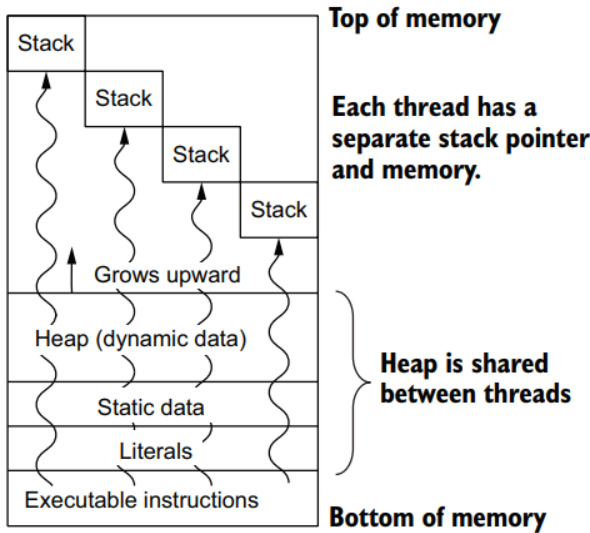 Top of memory
Stack
Stack
Each thread has a
separate stack pointer
and memory.
Stack
Stack
Grows upward
Heap (dynamic data)
Heap is shared
between threads
Static data
Literals
Executable instructions
Bottom of memory